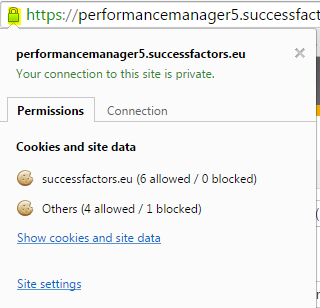 https://performancemanager5.successfact
performancemanager5.successfactors.eu
Your connection to this site is private.
Permissions
Connection
Cookies and site data
successfactors.eu (6 allowed / 0 blocked)
Others (4 allowed / 1 blocked)
Show cookies and site data
Site settings